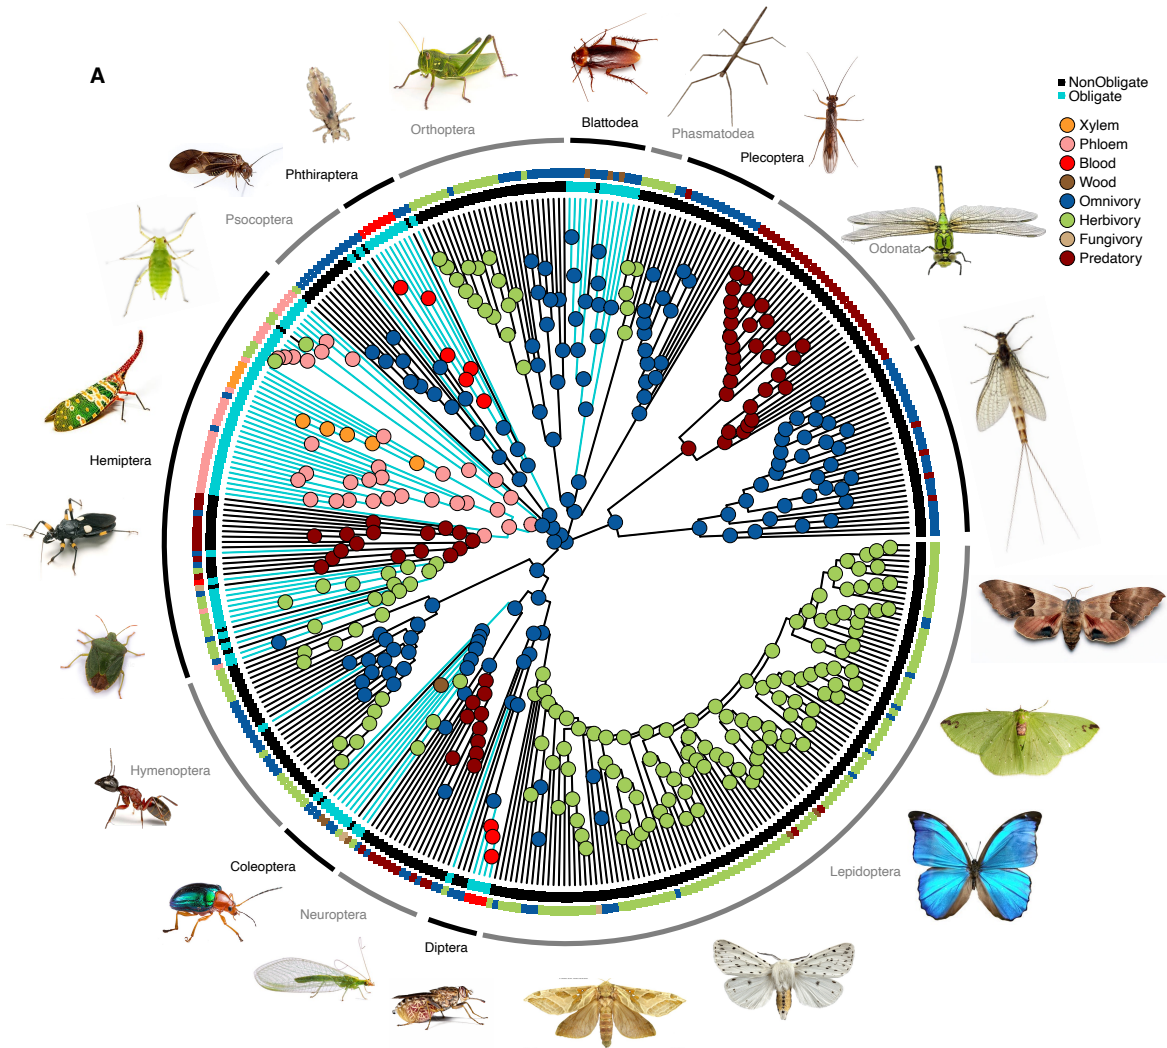 A
Orthoptera
Blattodea
Phasmatodea
Plecoptera
Phthiraptera
Psocoptera
Odonata
Hemiptera
Hymenoptera
Coleoptera
Neuroptera
Diptera
Lepidoptera
NonObligate
Obligate
Xylem
Phloem
Blood
Wood
Omnivory
Herbivory
Fungivory
Predatory